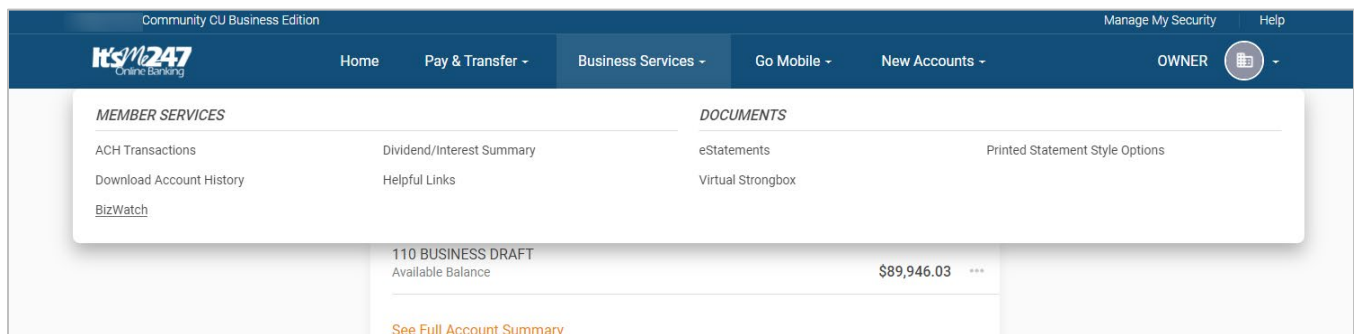 Community CU Business Edition
Manage My Security
Help
It'sMe247
Online Banking
Home
Pay & Transfer
Business Services
Go Mobile
New Accounts
OWNER
MEMBER SERVICES
ACH Transactions
Dividend/Interest Summary
Download Account History
Helpful Links
BizWatch
DOCUMENTS
eStatements
Printed Statement Style Options
Virtual Strongbox
110 BUSINESS DRAFT
Available Balance
$89,946.03
See Full Account Summary